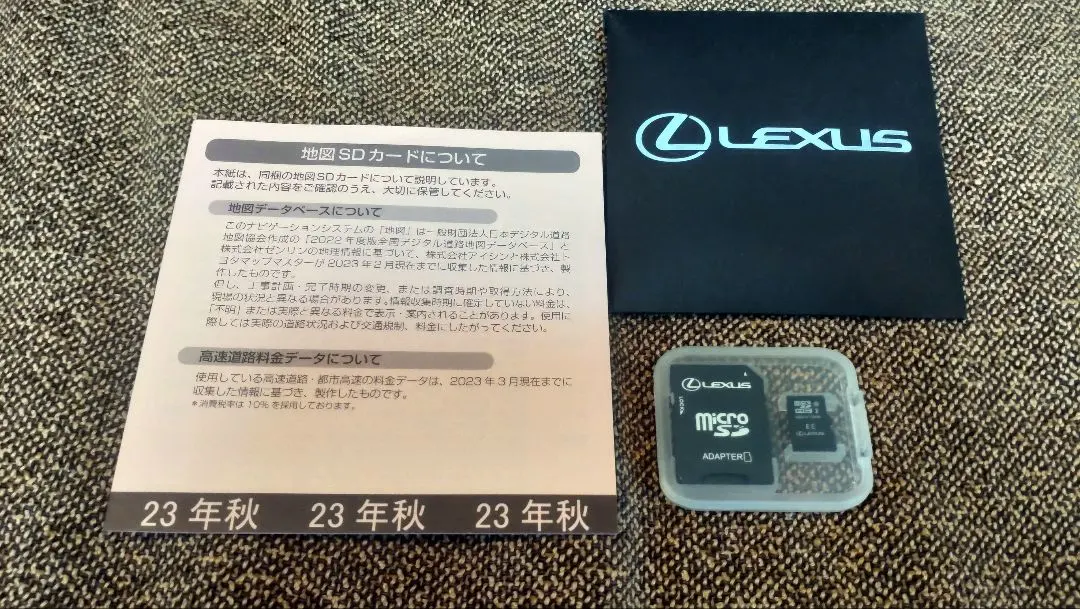 地図SDカードについて
本紙は、同梱の地図SDカードについて説明しています。
記載された内容をご確認のうえ、大切に保管してください。
地図データベースについて
このナビゲーションシステムの「地図」は一般財団法人日本デジタル道路
地図協会作成の「2022年度版全国デジタル道路地図データベース」と
株式会社ゼンリンの地理情報に基づいて、株式会社アイシンと株式会社ト
ヨタマップマスターが2023年2月現在までに収集した情報に基づき、製
作したものです。
但し、工事計画・完了時期の変更、または調査時期や取得方法により、
現場の状況と異なる場合があります。情報収集時期に確定していない料金は、
「不明」または実際と異なる料金で表示・案内されることがあります。使用に
際しては実際の道路状況および交通規制、料金にしたがってください。
高速道路料金データについて
使用している高速道路・都市高速の料金データは、2023年3月現在までに
収集した情報に基づき、製作したものです。
*消費税率は10%を採用しております。
23年秋 23年秋 23年秋
LEXUS
LEXUS
LOCK
micro
SD
ADAPTER
micro
SD
HC
EE
LEXUS